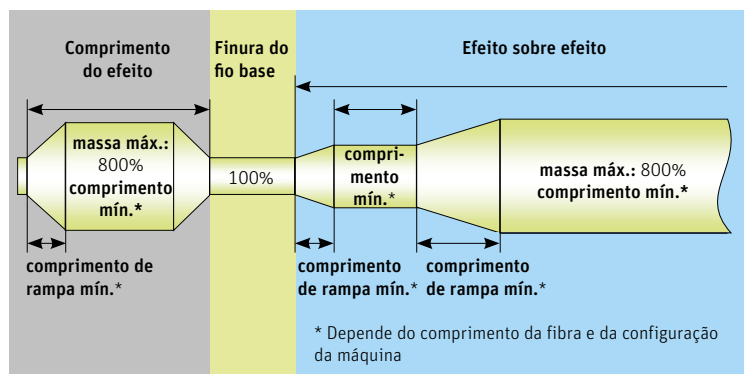 Comprimento
do efeito
Finura do
fio base
Efeito sobre efeito
massa máx.:
800%
comprimento
mín.*
100%
compri-
mento
mín.*
massa máx.: 800%
comprimento mín.*
comprimento de
rampa mín.*
comprimento
de rampa mín.*
comprimento
de rampa mín.*
* Depende do comprimento da fibra e da configuração
da máquina